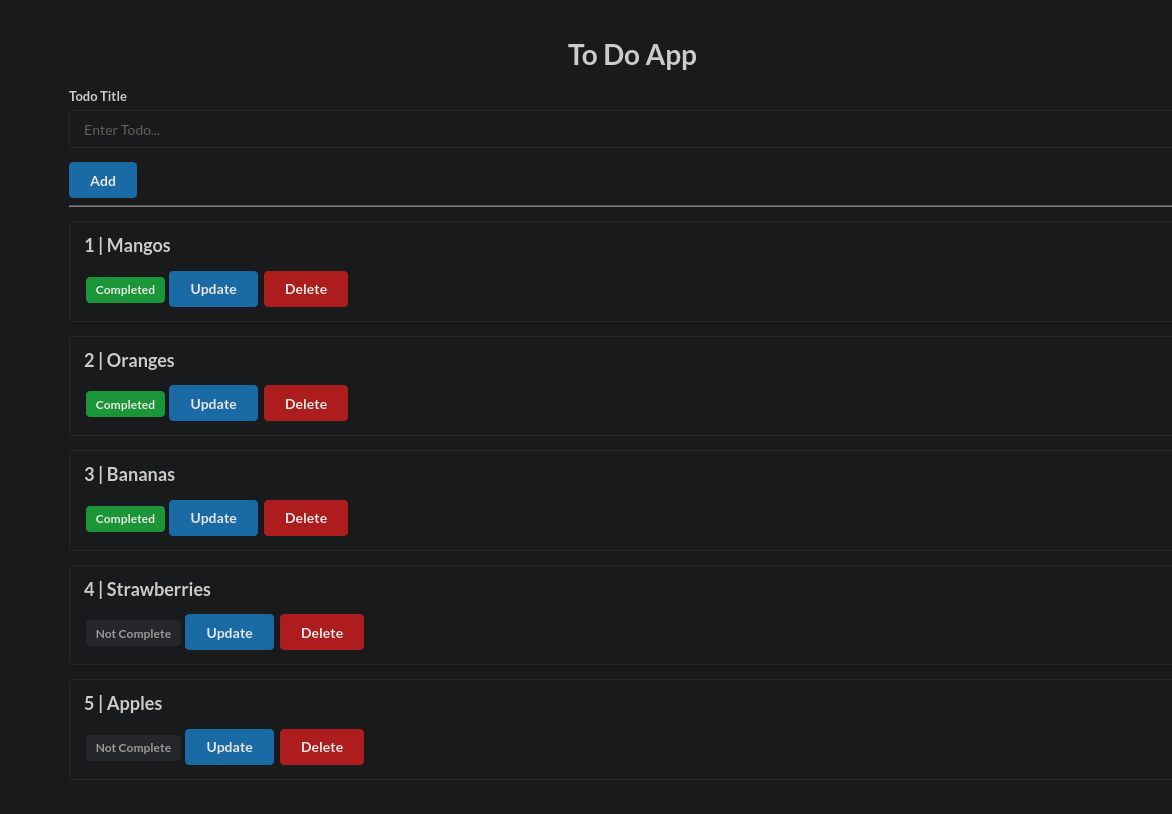 To Do App
Todo Title
Enter Todo...
Add
1 | Mangos
Completed Update Delete
2 | Oranges
Completed Update Delete
3 | Bananas
Completed Update Delete
4 | Strawberries
Not Complete Update Delete
5 | Apples
Not Complete Update Delete